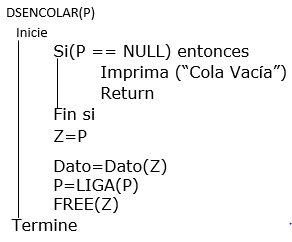 DSENCOLAR(P)
Inicie
Si(P == NULL) entonces
Imprima (“Cola Vacía”)
Return
Fin si
Z=P
Dato=Dato(Z)
P=LIGA(P)
FREE(Z)
Termine